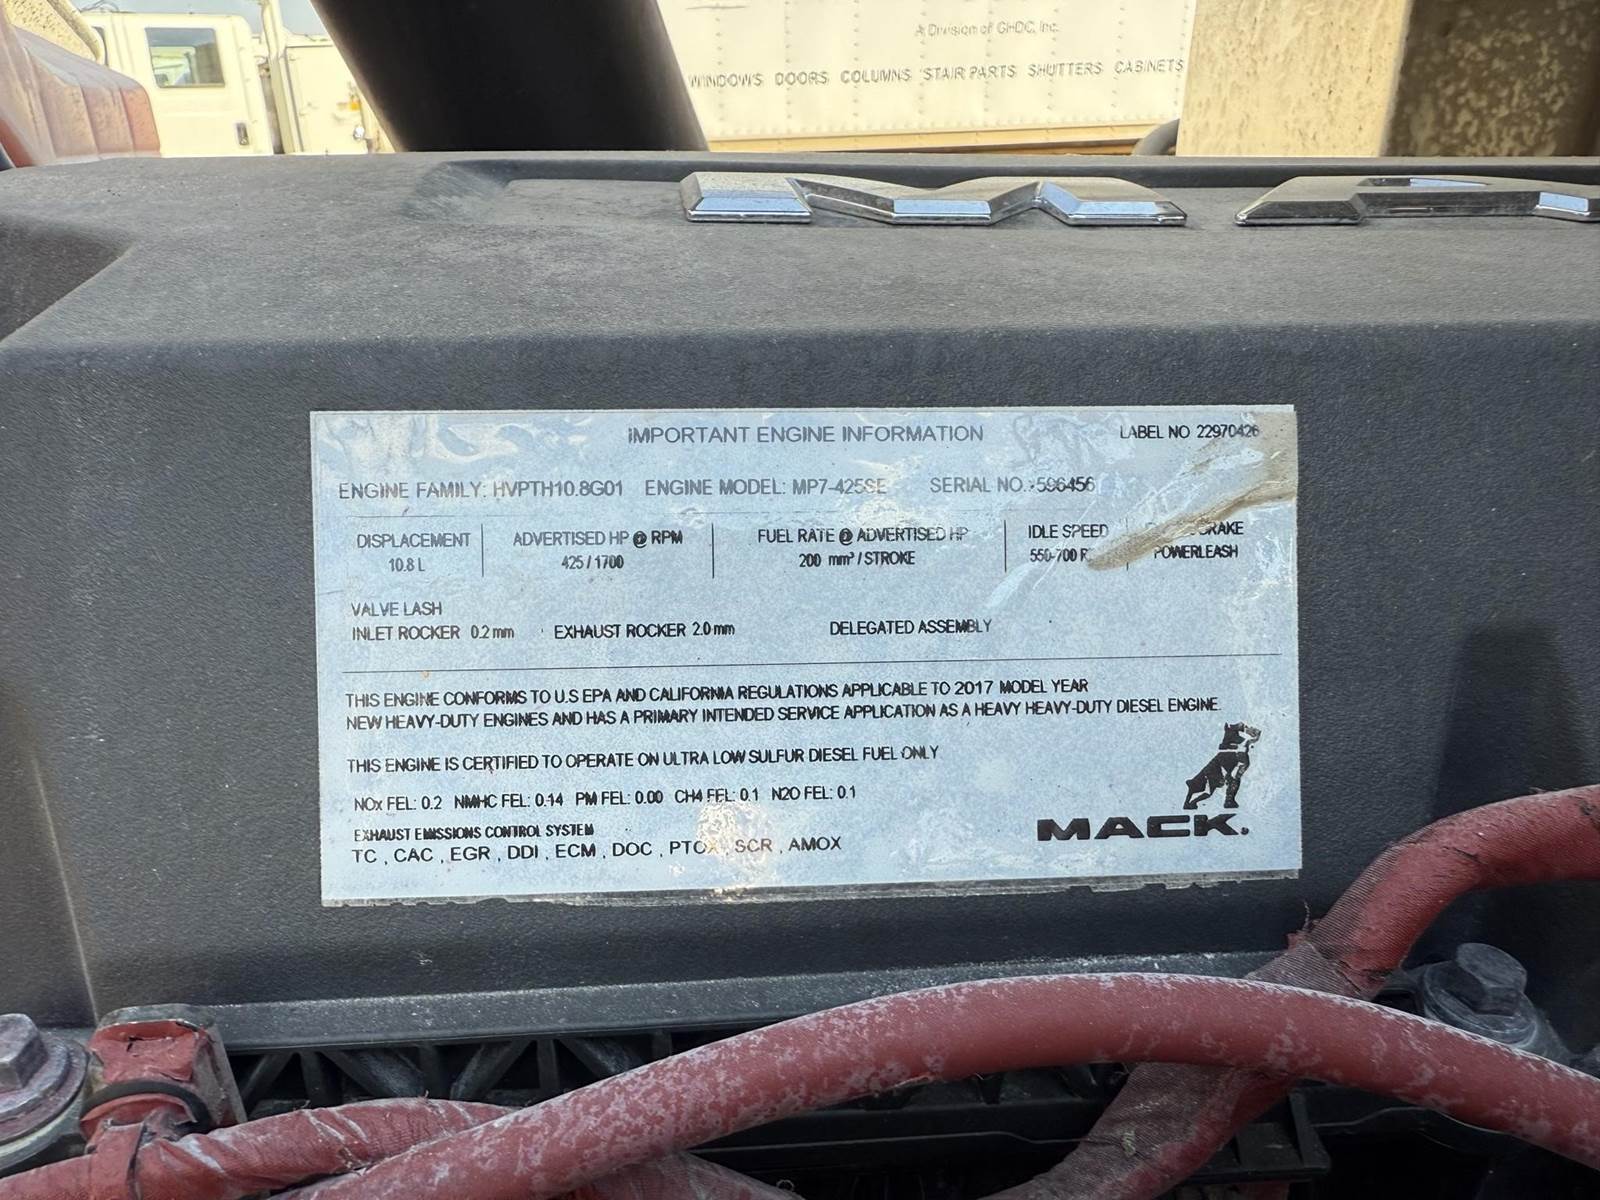 A Division of GHDC, Inc.
WINDOWS DOORS COLUMNS STAIR PARTS SHUTTERS CABINETS
IMPORTANT ENGINE INFORMATION LABEL NO 22970426
ENGINE FAMILY: HVPTH10.8G01 ENGINE MODEL: MP7-425SE SERIAL NO.: 596456
DISPLACEMENT ADVERTISED HP @ RPM FUEL RATE @ ADVERTISED HP IDLE SPEED
10.8 L 425 / 1700 200 mm³ / STROKE 550-700 POWERLEASH
VALVE LASH
INLET ROCKER 0.2 mm EXHAUST ROCKER 2.0 mm DELEGATED ASSEMBLY
THIS ENGINE CONFORMS TO U.S EPA AND CALIFORNIA REGULATIONS APPLICABLE TO 2017 MODEL YEAR
NEW HEAVY-DUTY ENGINES AND HAS A PRIMARY INTENDED SERVICE APPLICATION AS A HEAVY HEAVY-DUTY DIESEL ENGINE.
THIS ENGINE IS CERTIFIED TO OPERATE ON ULTRA LOW SULFUR DIESEL FUEL ONLY
NOx FEL: 0.2 NMHC FEL: 0.14 PM FEL: 0.00 CH4 FEL: 0.1 N2O FEL: 0.1
EXHAUST EMISSIONS CONTROL SYSTEM
TC , CAC , EGR , DDI , ECM , DOC , PTOX , SCR , AMOX
MACK.